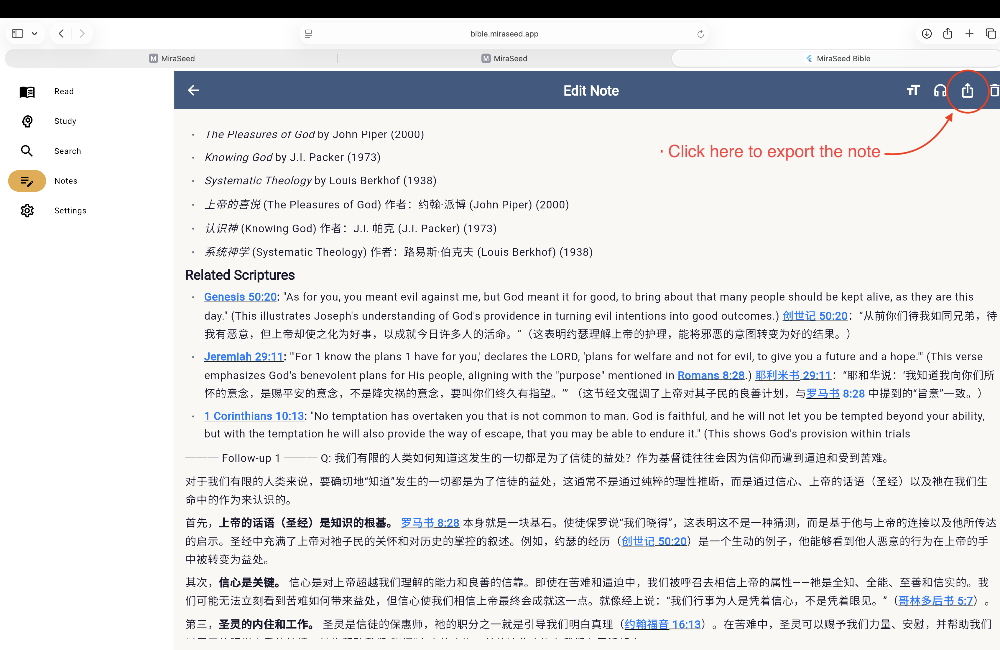 bible.miraseed.app
M MiraSeed
M MiraSeed
MiraSeed Bible
Read
Study
Search
Notes
Settings
Edit Note
· Click here to export the note
• The Pleasures of God by John Piper (2000)
• Knowing God by J.I. Packer (1973)
• Systematic Theology by Louis Berkhof (1938)
• 上帝的喜悦 (The Pleasures of God) 作者：约翰·派博 (John Piper) (2000)
• 认识神 (Knowing God) 作者：J.I. 帕克 (J.I. Packer) (1973)
• 系统神学 (Systematic Theology) 作者：路易斯·伯克夫 (Louis Berkhof) (1938)
Related Scriptures
• Genesis 50:20: "As for you, you meant evil against me, but God meant it for good, to bring about that many people should be kept alive, as they are this
day." (This illustrates Joseph's understanding of God's providence in turning evil intentions into good outcomes.) 创世记 50:20：“从前你们待我如同兄弟，待
我有恶意，但上帝却使之化为好事，以成就今日许多人的活命。”（这表明约瑟理解上帝的护理，能将邪恶的意图转变为好的结果。）
• Jeremiah 29:11: "'For 1 know the plans 1 have for you,' declares the LORD, 'plans for welfare and not for evil, to give you a future and a hope.'" (This verse
emphasizes God's benevolent plans for His people, aligning with the "purpose" mentioned in Romans 8:28.) 耶利米书 29:11：“耶和华说：‘我知道我向你们所
怀的意念，是赐平安的意念，不是降灾祸的意念，要叫你们终久有指望。’”（这节经文强调了上帝对其子民的良善计划，与罗马书 8:28 中提到的“旨意”一致。）
• 1 Corinthians 10:13: "No temptation has overtaken you that is not common to man. God is faithful, and he will not let you be tempted beyond your ability,
but with the temptation he will also provide the way of escape, that you may be able to endure it." (This shows God's provision within trials
——— Follow-up 1 ——— Q: 我们有限的人类如何知道这发生的一切都是为了信徒的益处？作为基督徒往往会因为信仰而遭到逼迫和受到苦难。
对于我们有限的人类来说，要确切地“知道”发生的一切都是为了信徒的益处，这通常不是通过纯粹的理性推断，而是通过信心、上帝的话语（圣经）以及祂在我们生
命中的作为来认识的。
首先，上帝的话语（圣经）是知识的根基。 罗马书 8:28 本身就是一块基石。使徒保罗说“我们晓得”，这表明这不是一种猜测，而是基于他与上帝的连接以及他所传达
的启示。圣经中充满了上帝对祂子民的关怀和对历史的掌控的叙述。例如，约瑟的经历（创世记 50:20）是一个生动的例子，他能够看到他人恶意的行为在上帝的手
中被转变为益处。
其次，信心是关键。 信心是对上帝超越我们理解的能力和良善的信靠。即使在苦难和逼迫中，我们被呼召去相信上帝的属性——祂是全知、全能、至善和信实的。我
们可能无法立刻看到苦难如何带来益处，但信心使我们相信上帝最终会成就这一点。就像经上说：“我们行事为人是凭着信心，不是凭着眼见。”（哥林多后书 5:7）。
第三，圣灵的内住和工作。 圣灵是信徒的保惠师，祂的职分之一就是引导我们明白真理（约翰福音 16:13）。在苦难中，圣灵可以赐予我们力量、安慰，并帮助我们